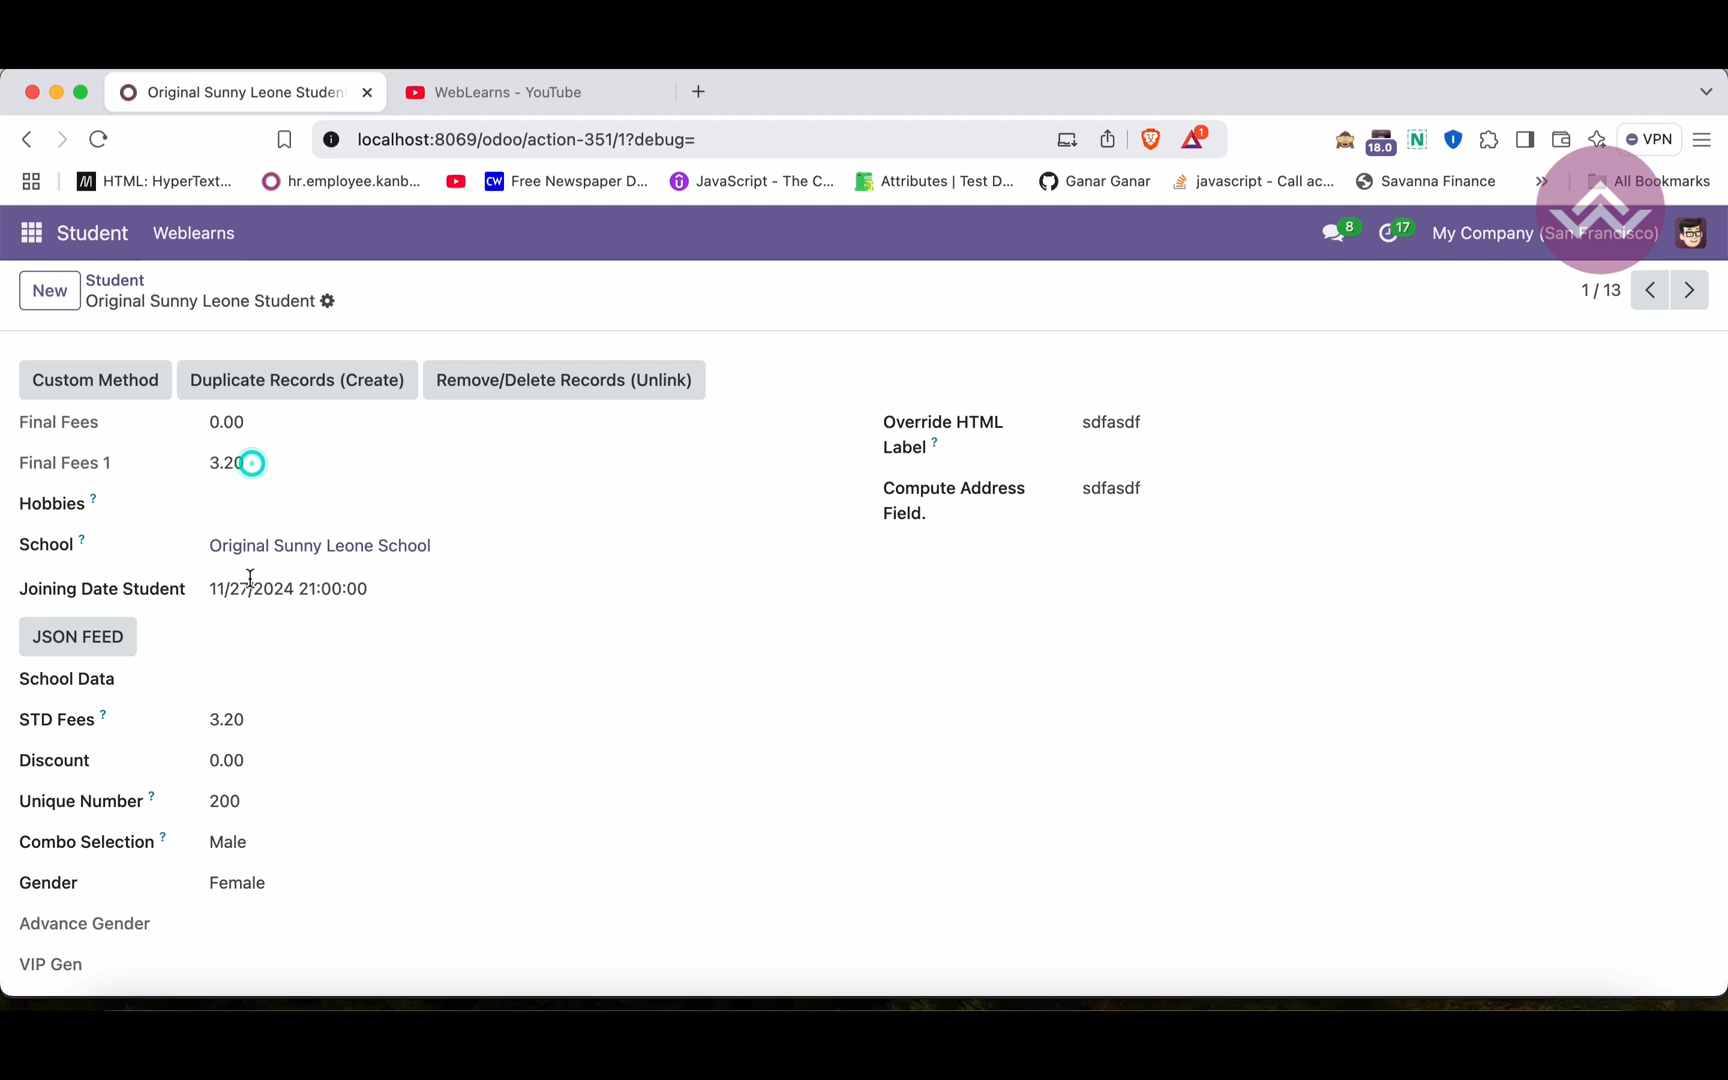 Original Sunny Leone Studen
WebLearns - YouTube
localhost:8069/odoo/action-351/1?debug=
1
18.0
N
VPN
HTML: HyperText...
hr.employee.kanb...
CW Free Newspaper D...
JavaScript - The C...
Attributes | Test D...
Ganar Ganar
javascript - Call ac...
Savanna Finance
All Bookmarks
Student
Weblearns
8
17
My Company (San Francisco)
New
Student
Original Sunny Leone Student
1 / 13
Custom Method
Duplicate Records (Create)
Remove/Delete Records (Unlink)
Final Fees 0.00
Final Fees 1 3.20
Hobbies ?
School ? Original Sunny Leone School
Joining Date Student 11/27/2024 21:00:00
JSON FEED
School Data
STD Fees ? 3.20
Discount 0.00
Unique Number ? 200
Combo Selection ? Male
Gender Female
Advance Gender
VIP Gen
Override HTML
Label ? sdfasdf
Compute Address
Field. sdfasdf